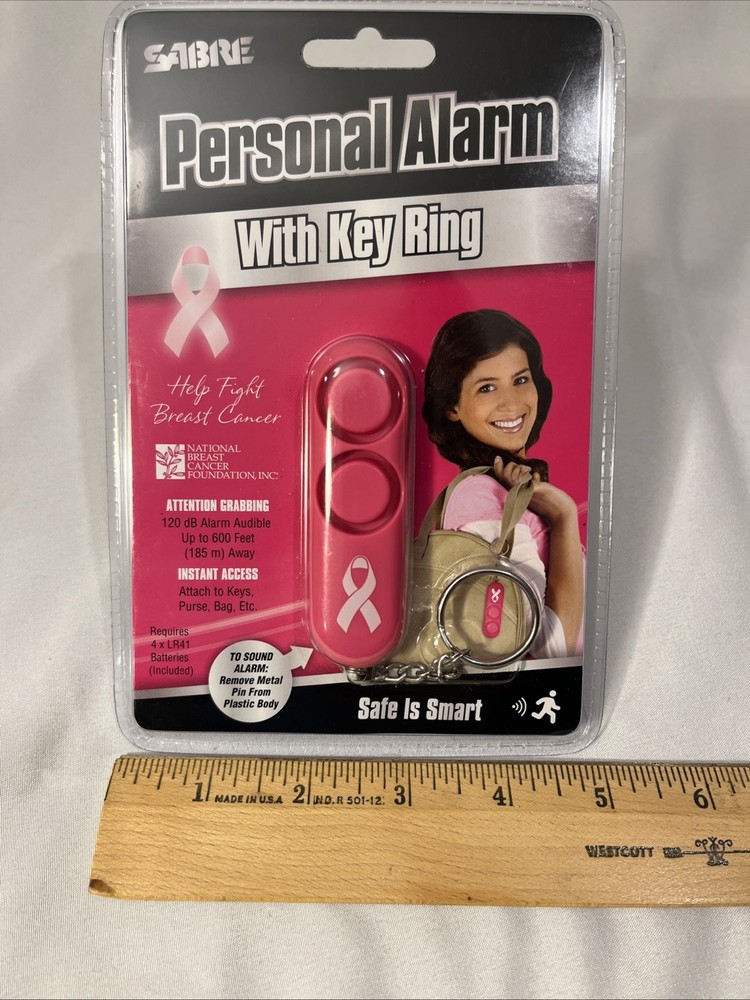 SABRE
Personal Alarm
With Key Ring
Help Fight
Breast Cancer
NATIONAL
BREAST
CANCER
FOUNDATION, INC.
ATTENTION GRABBING
120 dB Alarm Audible
Up to 600 Feet
(185 m) Away
INSTANT ACCESS
Attach to Keys,
Purse, Bag, Etc.
Requires
4 x LR41
Batteries
(Included)
TO SOUND
ALARM:
Remove Metal
Pin From
Plastic Body
Safe Is Smart
1 2 3 4 5 6
MADE IN U.S.A NO. R 501-12
WESTCOTT